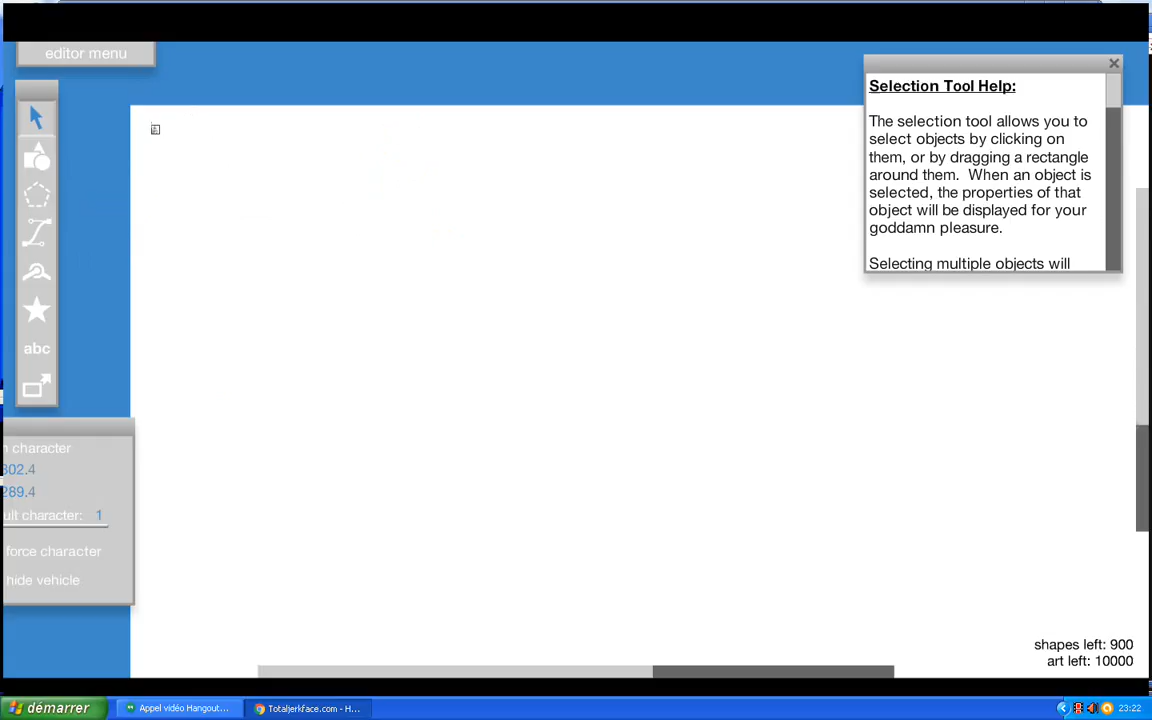 editor menu
Selection Tool Help:
The selection tool allows you to
select objects by clicking on
them, or by dragging a rectangle
around them. When an object is
selected, the properties of that
object will be displayed for your
goddamn pleasure.
Selecting multiple objects will
abc
n character
302.4
289.4
ult character: 1
force character
hide vehicle
shapes left: 900
art left: 10000
démarrer
Appel vidéo Hangout...
Totaljerkface.com - H...
23:22